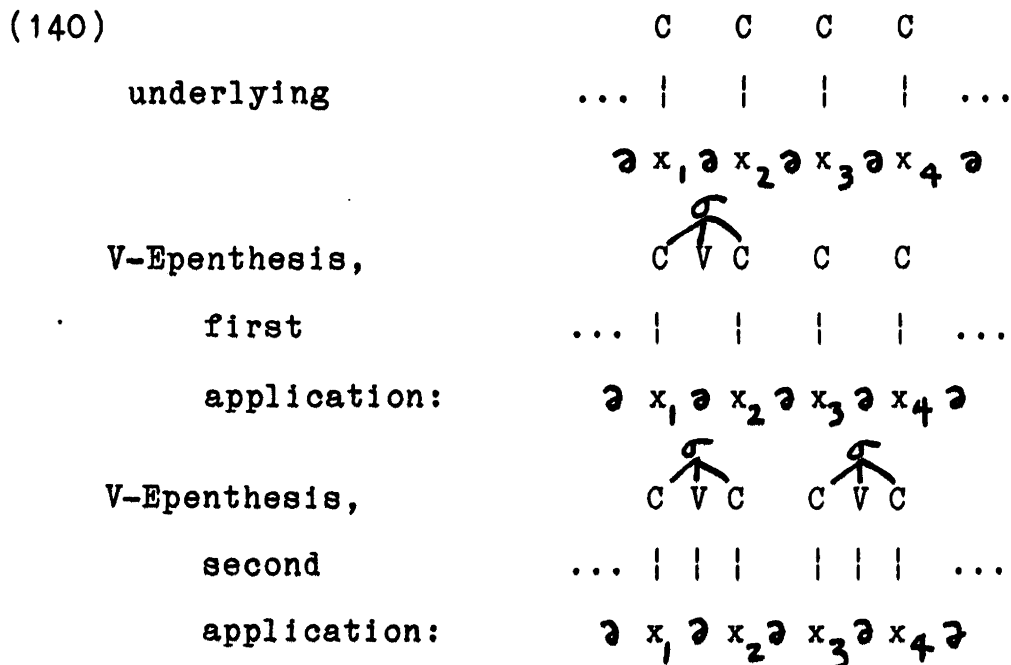 (140) C C C C
underlying ... | | | | ...
ə x₁ ə x₂ ə x₃ ə x₄ ə
σ
V-Epenthesis, C V C C C
first ... | | | | ...
application: ə x₁ ə x₂ ə x₃ ə x₄ ə
σ σ
V-Epenthesis, C V C C V C
second ... | | | | | | ...
application: ə x₁ ə x₂ ə x₃ ə x₄ ə